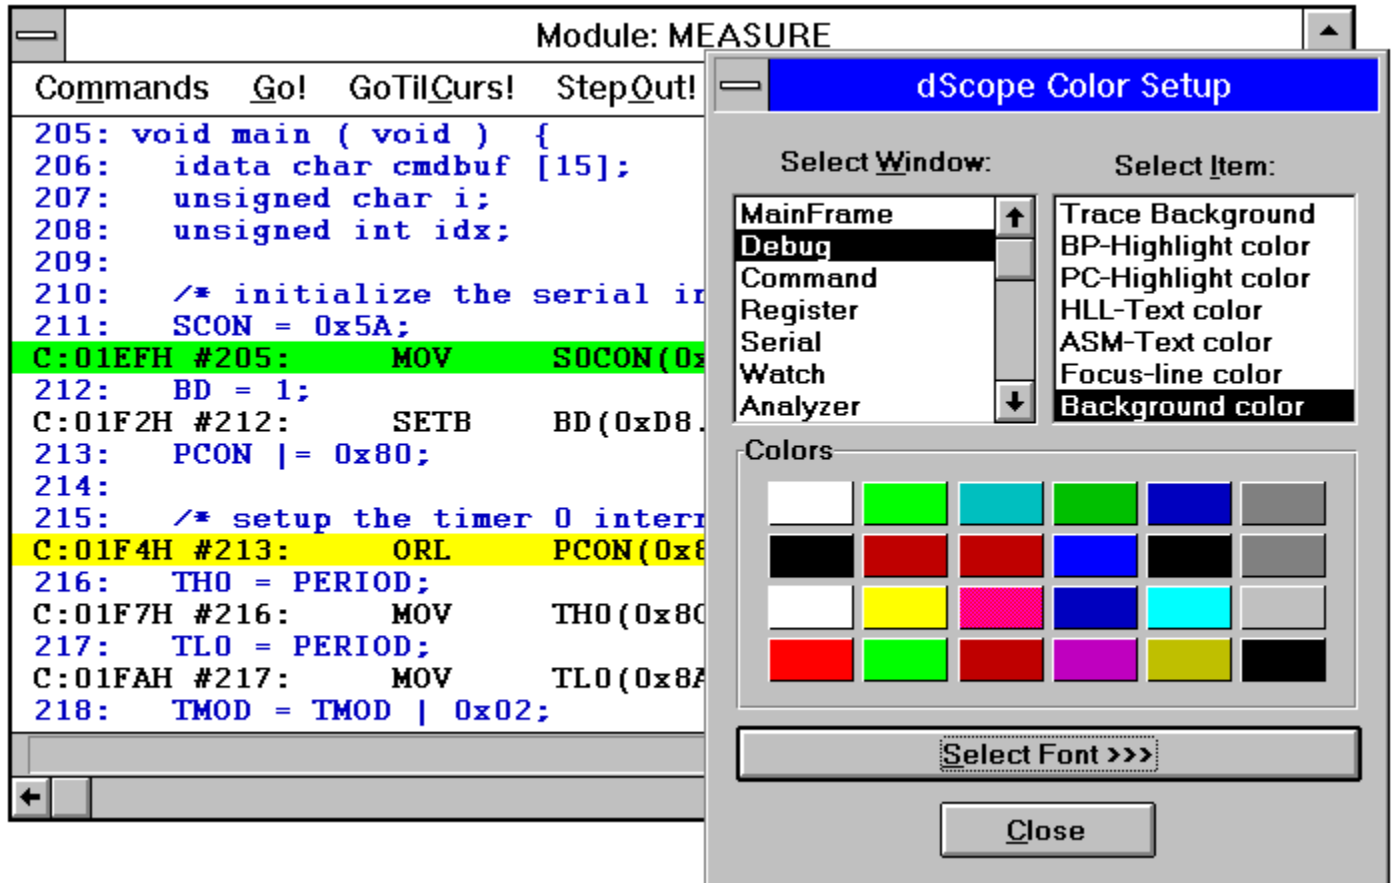 Module: MEASURE
Commands Go! GoTilCurs! StepOut!
205: void main ( void ) {
206: idata char cmdbuf [15];
207: unsigned char i;
208: unsigned int idx;
209:
210: /* initialize the serial
211: SCON = 0x5A;
C:01EFH #205: MOV S0CON(0x
212: BD = 1;
C:01F2H #212: SETB BD(0xD8.
213: PCON |= 0x80;
214:
215: /* setup the timer 0
C:01F4H #213: ORL PCON(0x8
216: TH0 = PERIOD;
C:01F7H #216: MOV TH0(0x8C
217: TL0 = PERIOD;
C:01FAH #217: MOV TL0(0x8A
218: TMOD = TMOD | 0x02;
dScope Color Setup
Select Window:
MainFrame
Debug
Command
Register
Serial
Watch
Analyzer
Select Item:
Trace Background
BP-Highlight color
PC-Highlight color
HLL-Text color
ASM-Text color
Focus-line color
Background color
Colors
Select Font >>>
Close